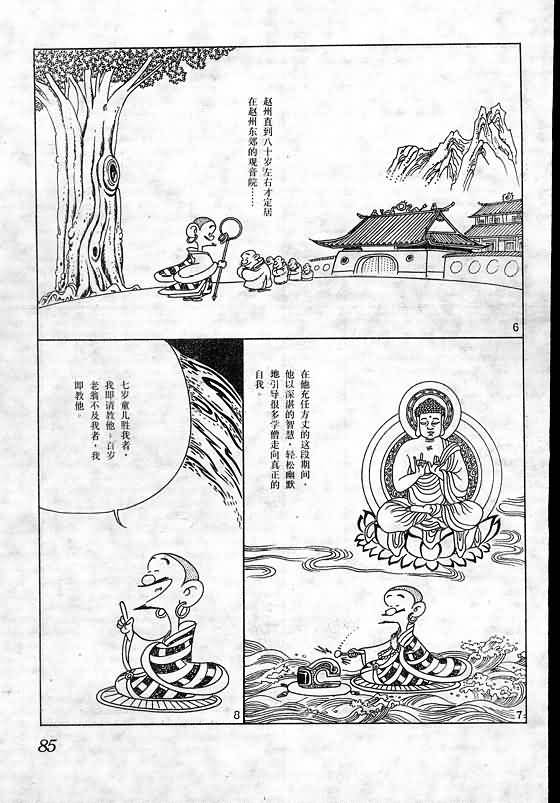 赵州直到八十岁左右才定居
在赵州东郊的观音院……
6
在他充任方丈的这段期间，
他以深湛的智慧，轻松幽默
地引导很多学僧走向真正的
自我。
7
七岁童儿胜我者，
我即请教他。百岁
老翁不及我者，我
即教他。
8
85